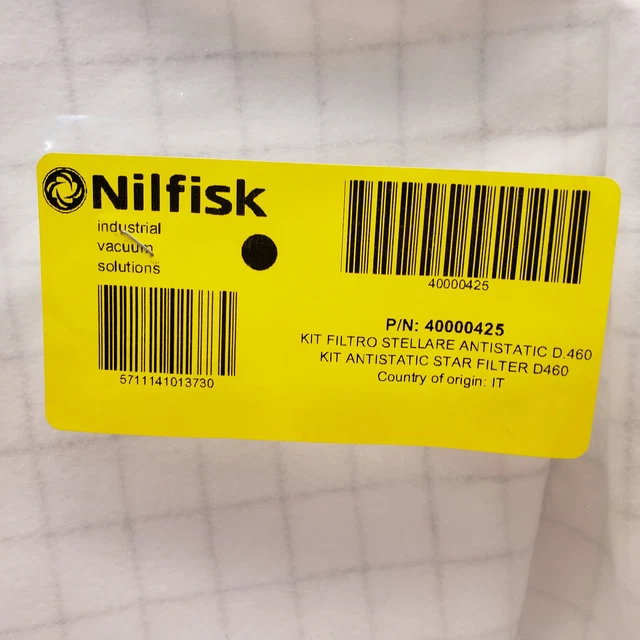 Nilfisk
industrial
vacuum
solutions
5711141013730
40000425
P/N: 40000425
KIT FILTRO STELLARE ANTISTATIC D.460
KIT ANTISTATIC STAR FILTER D460
Country of origin: IT